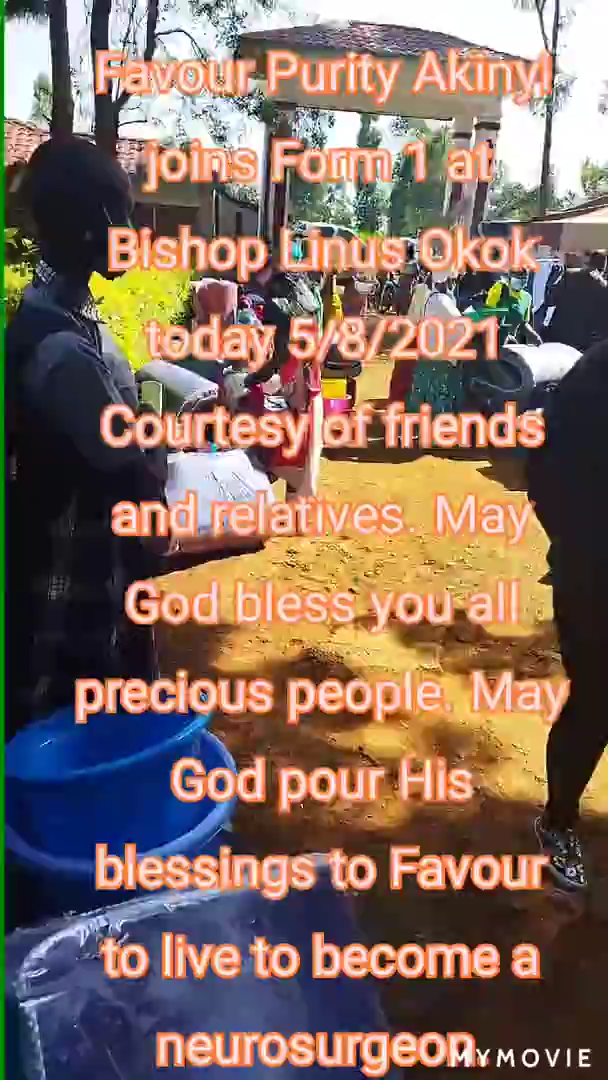 Favour Purity Akinyi
joins Form 1 at
Bishop Linus Okok
today 5/8/2021
Courtesy of friends
and relatives. May
God bless you all
precious people. May
God pour His
blessings to Favour
to live to become a
neurosurgeon.
MYMOVIE